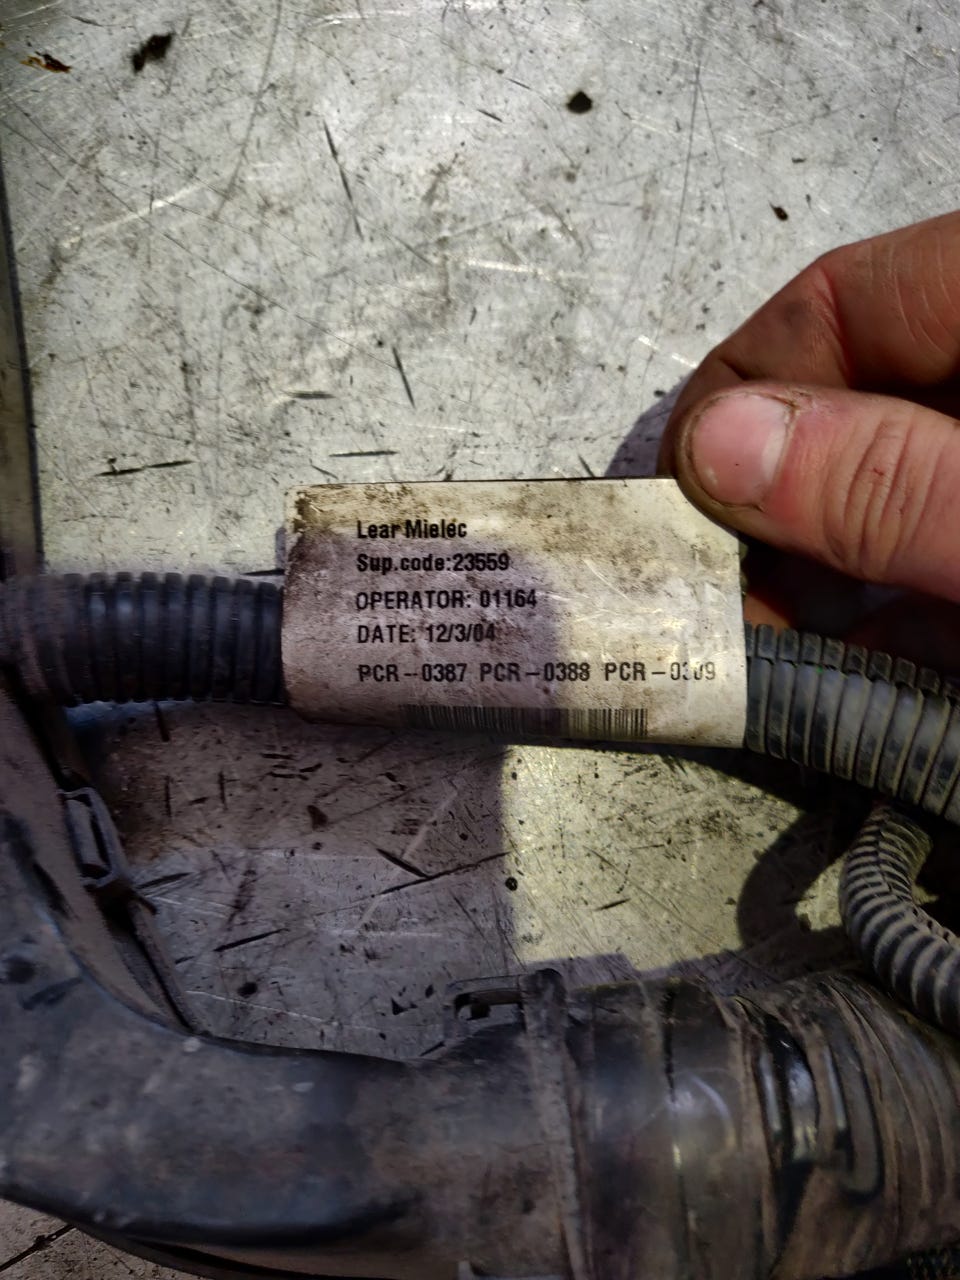 Lear Mielec
Sup.code:23559
OPERATOR: 01164
DATE: 12/3/04
PCR-0387 PCR-0388